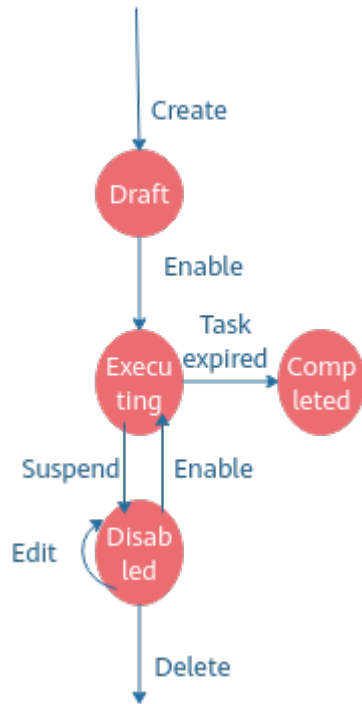 Create
Draft
Enable
Task
expired
Execu
ting
Comp
leted
Suspend
Enable
Edit
Disab
led
Delete